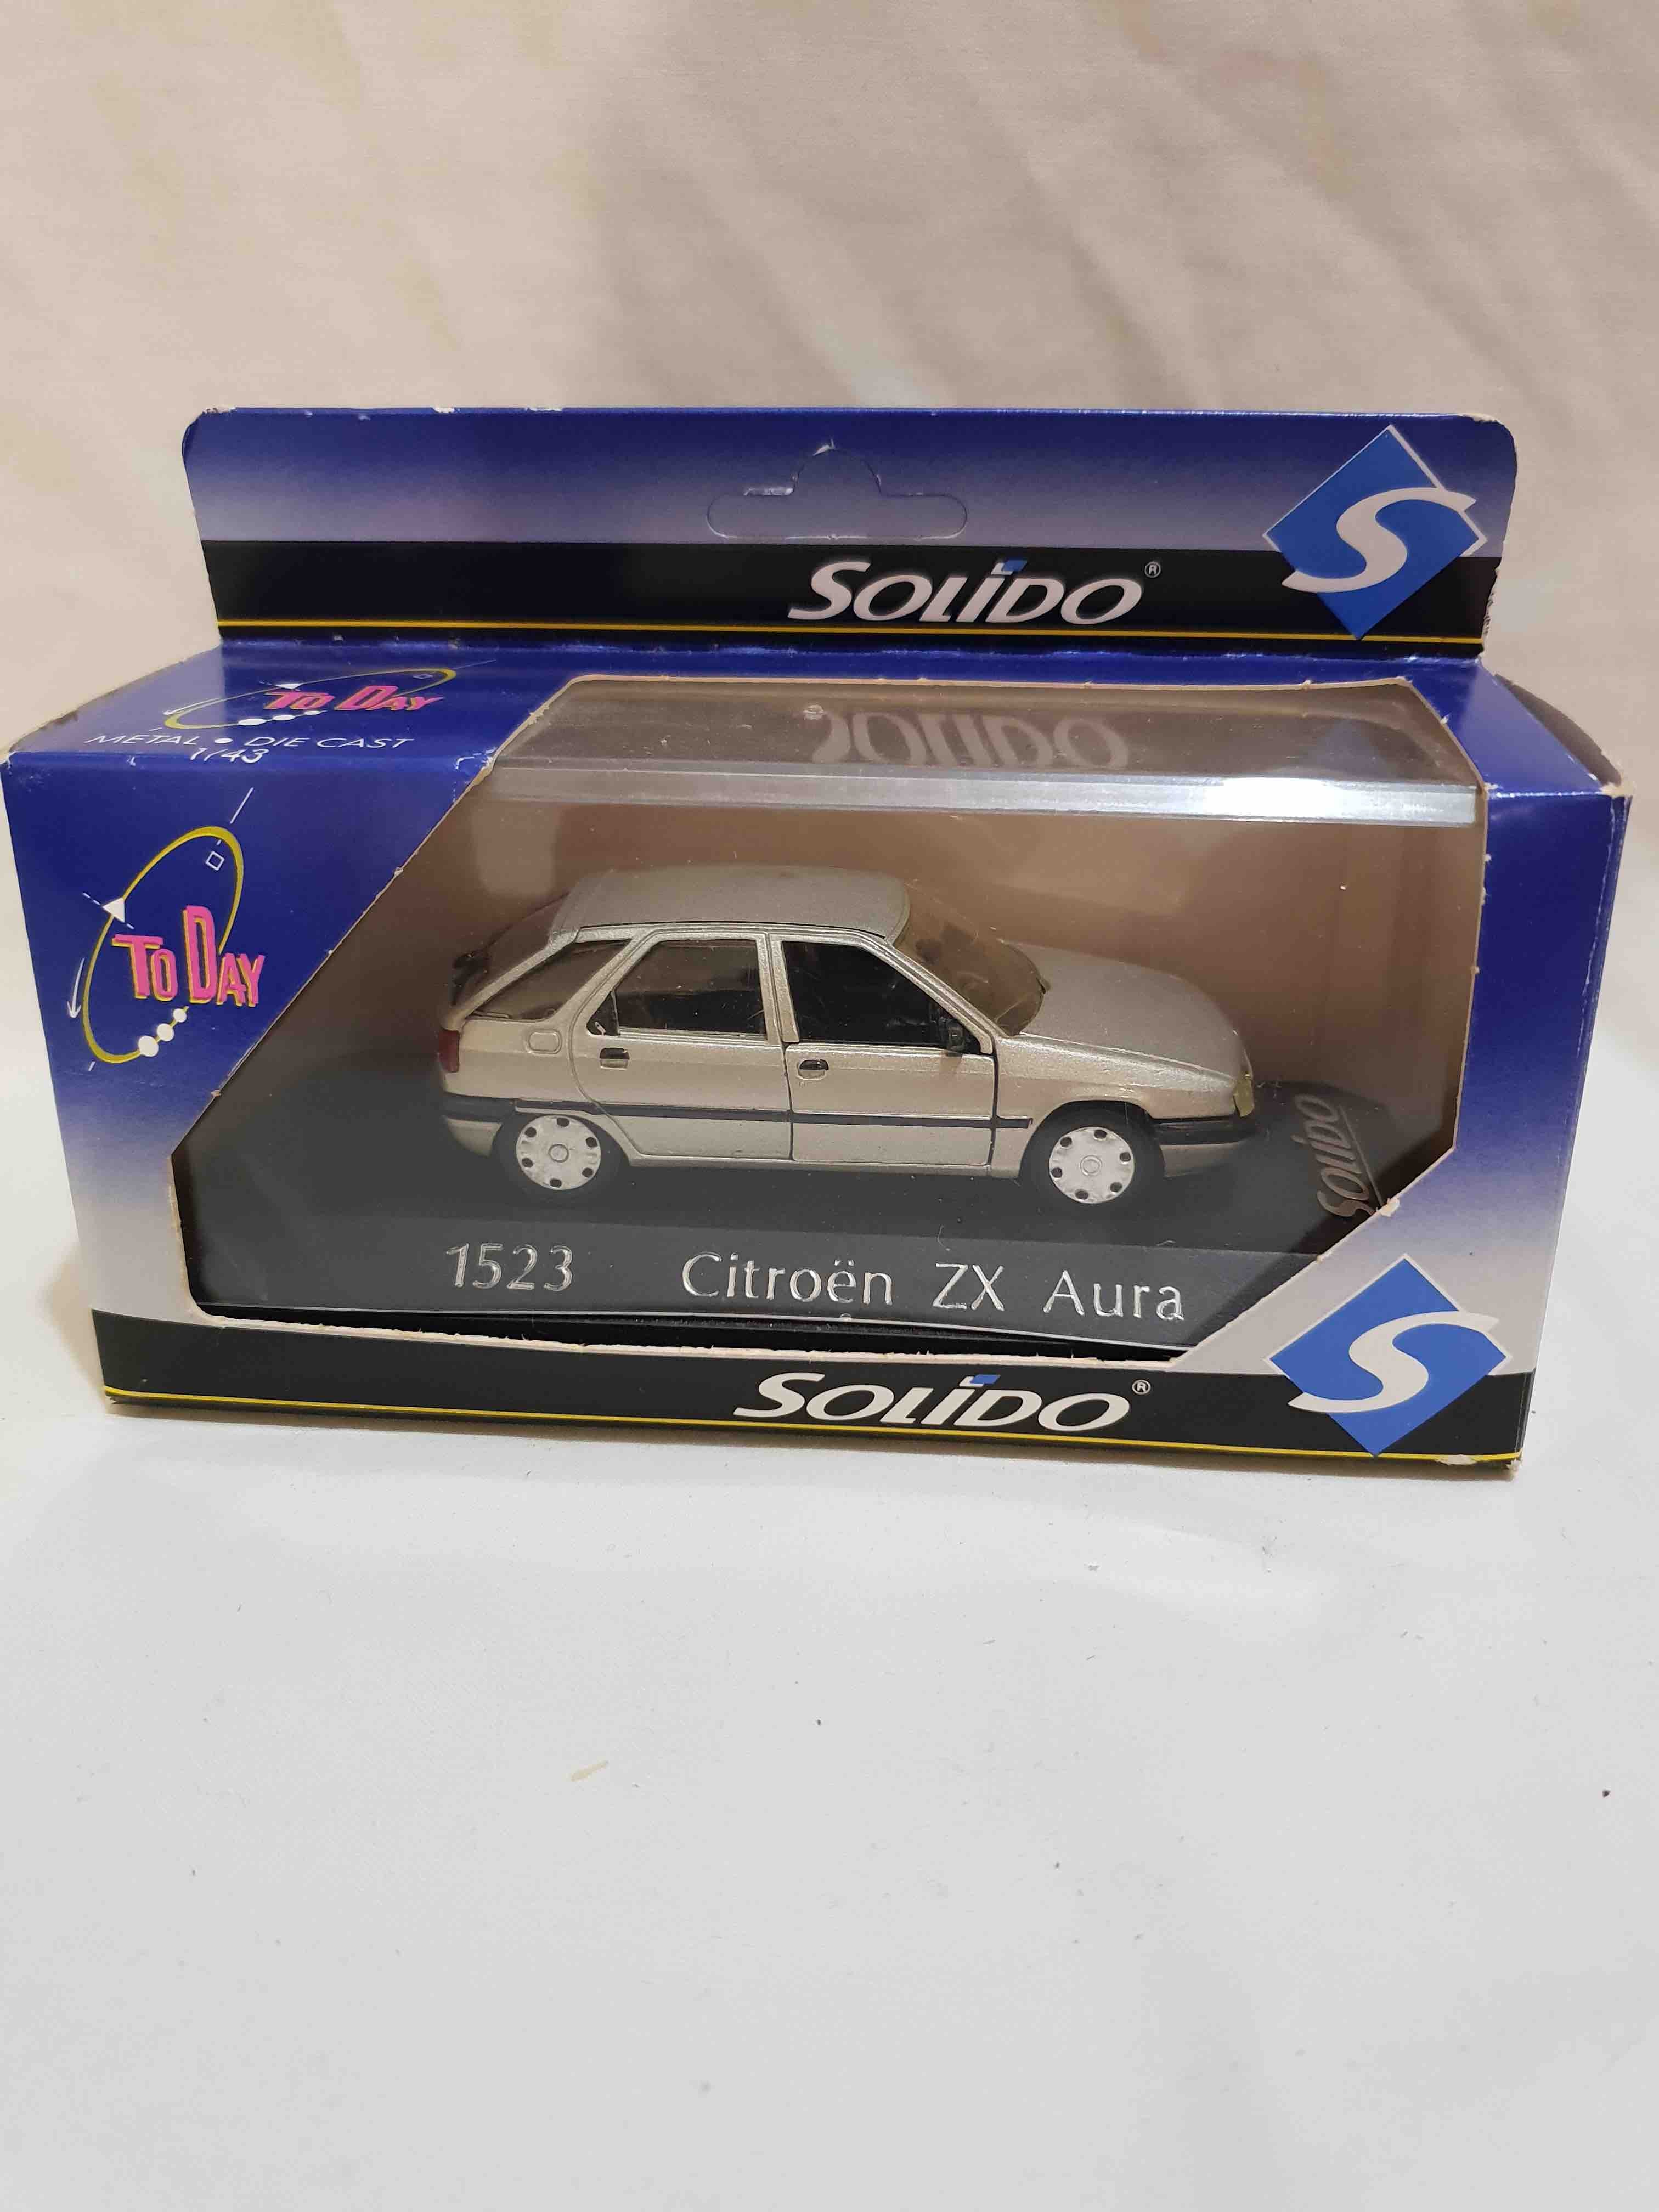 SOLIDO®
S
TO DAY
METAL • DIE CAST
1/43
SOLIDO
TO DAY
SOLIDO
1523 Citroën ZX Aura
SOLIDO®
S